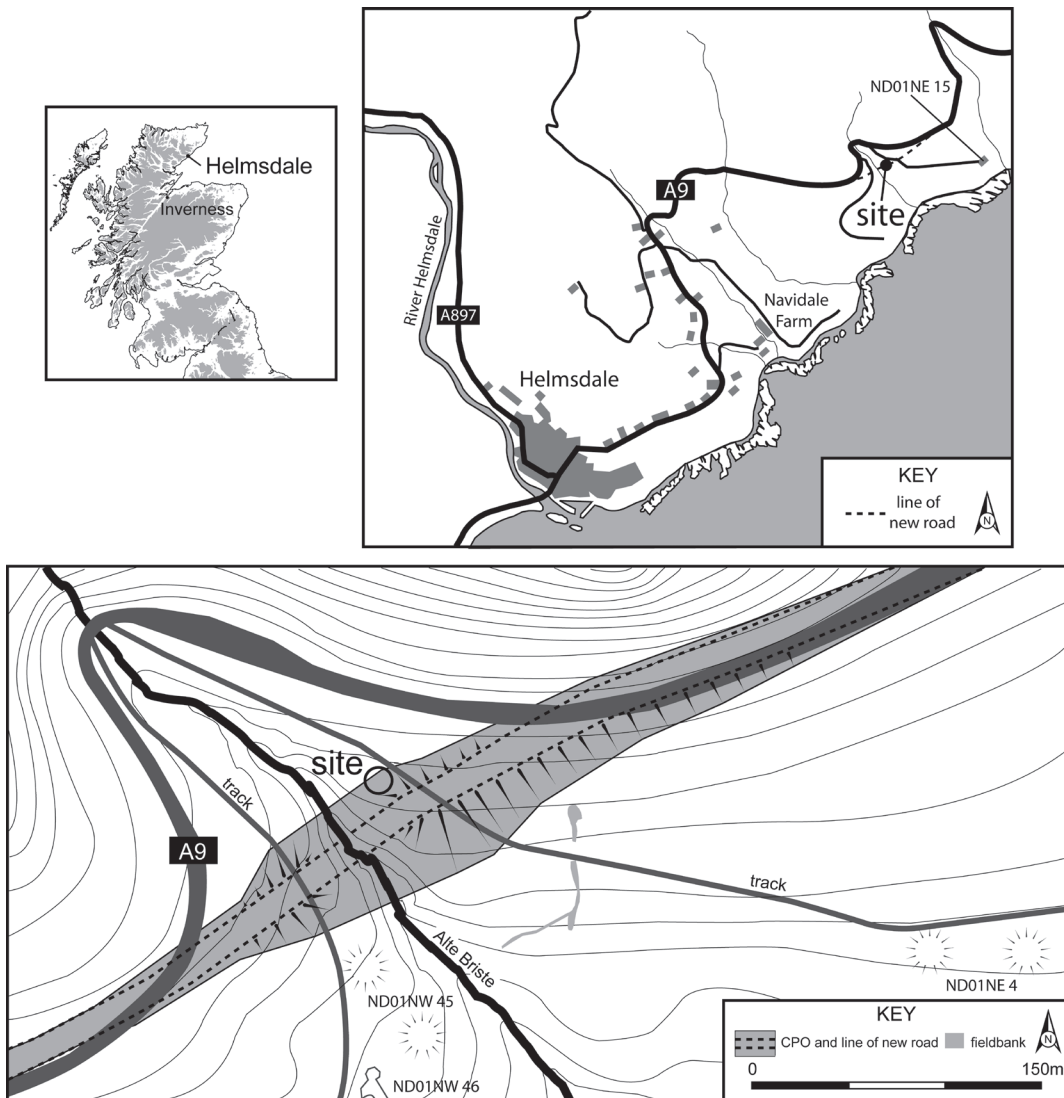 Helmsdale
Inverness
ND01NE 15
A9
site
River Helmsdale
A897
Navidale
Farm
Helmsdale
KEY
line of
new road
N
site
track
A9
track
Alte Briste
ND01NW 45
ND01NE 4
ND01NW 46
KEY
CPO and line of new road
fieldbank
N
0
150m